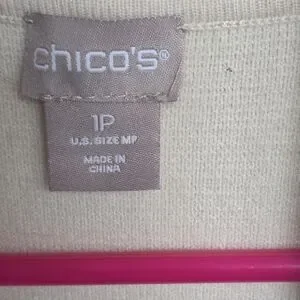 chico's®
1P
U.S. SIZE MP
MADE IN
CHINA